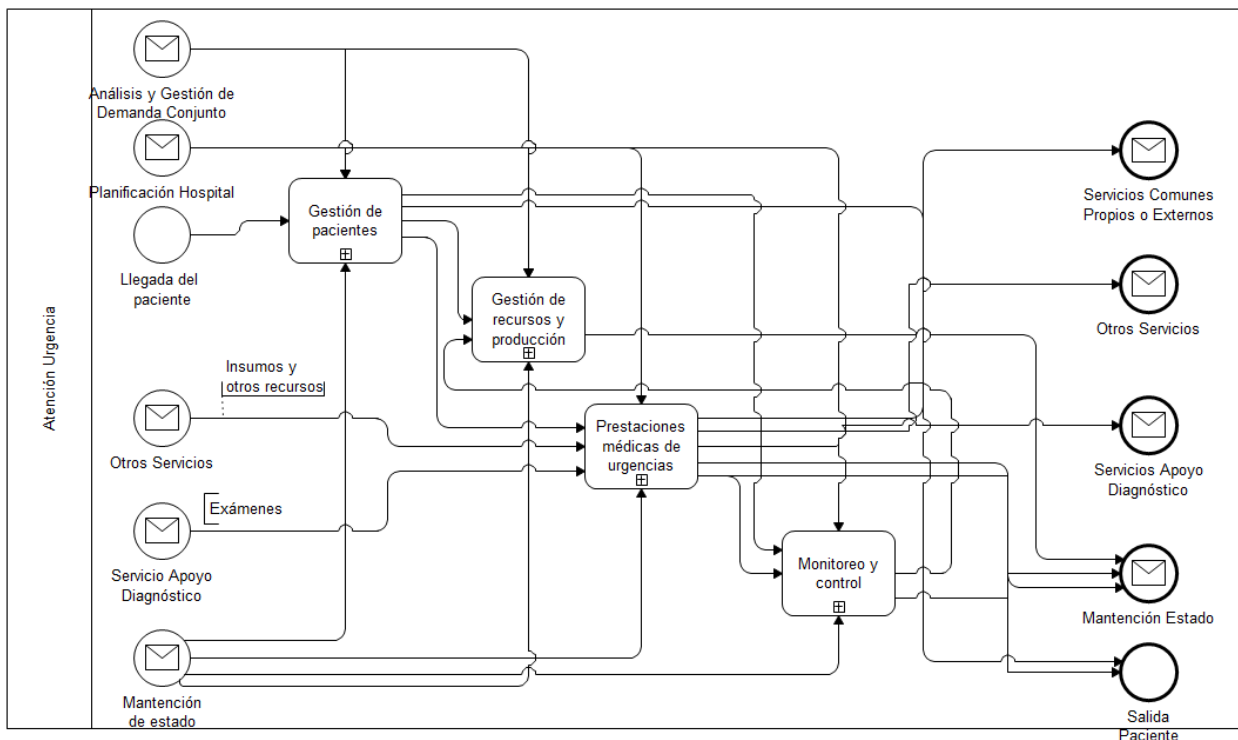 Atención Urgencia
Análisis y Gestión de
Demanda Conjunto
Planificación Hospital
Llegada del
paciente
Insumos y
otros recursos
Otros Servicios
Exámenes
Servicio Apoyo
Diagnóstico
Mantención
de estado
Gestión de
pacientes
Gestión de
recursos y
producción
Prestaciones
médicas de
urgencias
Monitoreo y
control
Servicios Comunes
Propios o Externos
Otros Servicios
Servicios Apoyo
Diagnóstico
Mantención Estado
Salida
Paciente